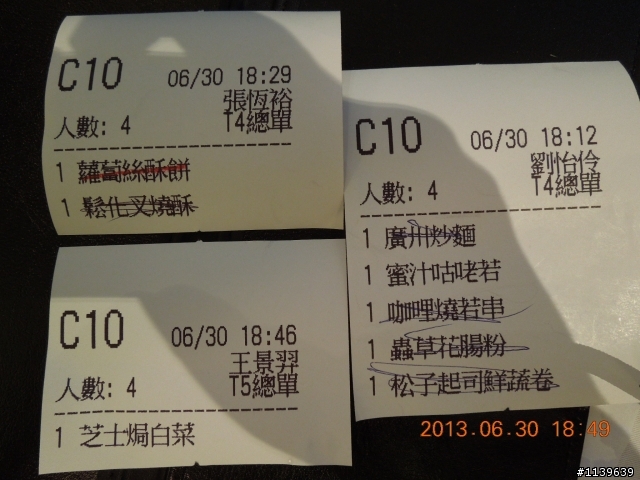 C10
06/30 18:29
張恆裕
人數: 4 T4總單
1 蘿蔔絲酥餅
1 鬆化叉燒酥
C10
06/30 18:12
劉怡伶
人數: 4 T4總單
1 廣州炒麵
1 蜜汁咕咾若
1 咖哩燒若串
1 蟲草花腸粉
1 松子起司鮮蔬卷
C10
06/30 18:46
王景羿
人數: 4 T5總單
1 芝士焗白菜
2013.06.30 18:49
#1139639